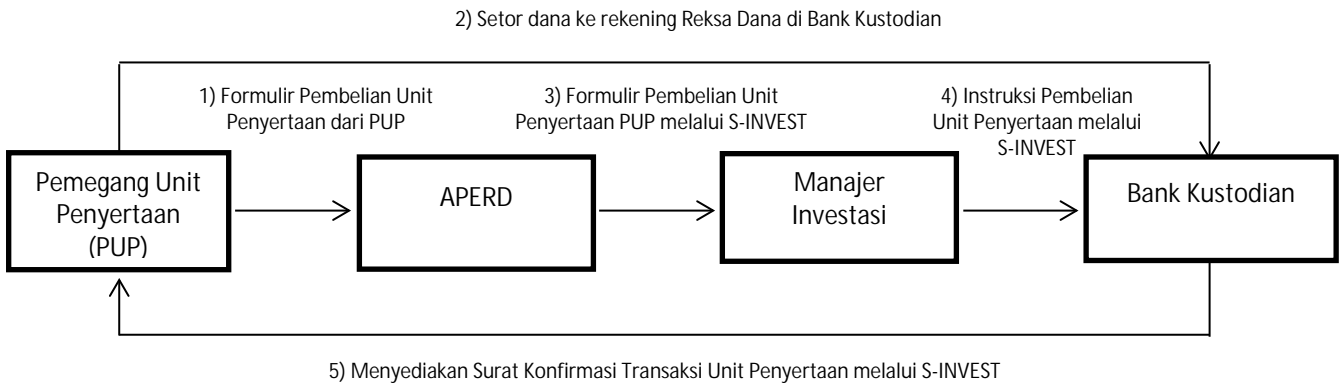 2) Setor dana ke rekening Reksa Dana di Bank Kustodian
1) Formulir Pembelian Unit
Penyertaan dari PUP
3) Formulir Pembelian Unit
Penyertaan PUP melalui S-INVEST
4) Instruksi Pembelian
Unit Penyertaan melalui
S-INVEST
Pemegang Unit
Penyertaan
(PUP)
APERD
Manajer
Investasi
Bank Kustodian
5) Menyediakan Surat Konfirmasi Transaksi Unit Penyertaan melalui S-INVEST